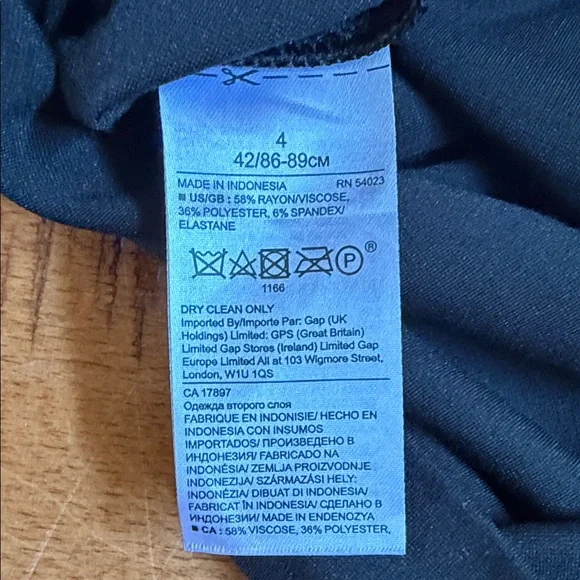 4
42/86-89CM
MADE IN INDONESIA RN 54023
US/GB : 58% RAYON/VISCOSE,
36% POLYESTER, 6% SPANDEX/
ELASTANE
P ®
1166
DRY CLEAN ONLY
Imported By/Importe Par: Gap (UK
Holdings) Limited: GPS (Great Britain)
Limited Gap Stores (Ireland) Limited Gap
Europe Limited All at 103 Wigmore Street,
London, W1U 1QS
CA 17897
Одежда второго слоя
FABRIQUE EN INDONISIE/ HECHO EN
INDONESIA CON INSUMOS
IMPORTADOS/ ПРОИЗВЕДЕНО В
ИНДОНЕЗИЯ/ FABRICADO NA
INDONÉSIA/ ZEMLJA PROIZVODNJE
INDONEZIJA/ SZÁRMAZÁSI HELY:
INDONÉZIA/ DIBUAT DI INDONESIA/
FABRICAT ÎN INDONEZIA/ СДЕЛАНО В
ИНДОНЕЗИИ/ MADE IN ENDENOZYA
CA : 58% VISCOSE, 36% POLYESTER,